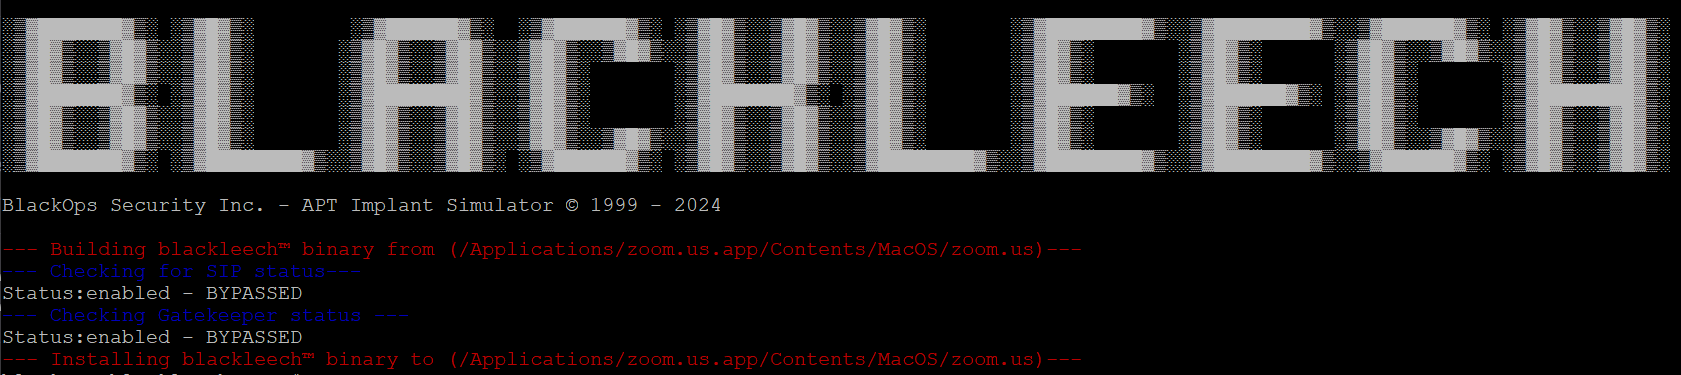 BLACKLEECH
BlackOps Security Inc. - APT Implant Simulator © 1999 - 2024
--- Building blackleech™ binary from (/Applications/zoom.us.app/Contents/MacOS/zoom.us)---
--- Checking for SIP status---
Status:enabled - BYPASSED
--- Checking Gatekeeper status ---
Status:enabled - BYPASSED
--- Installing blackleech™ binary to (/Applications/zoom.us.app/Contents/MacOS/zoom.us)---